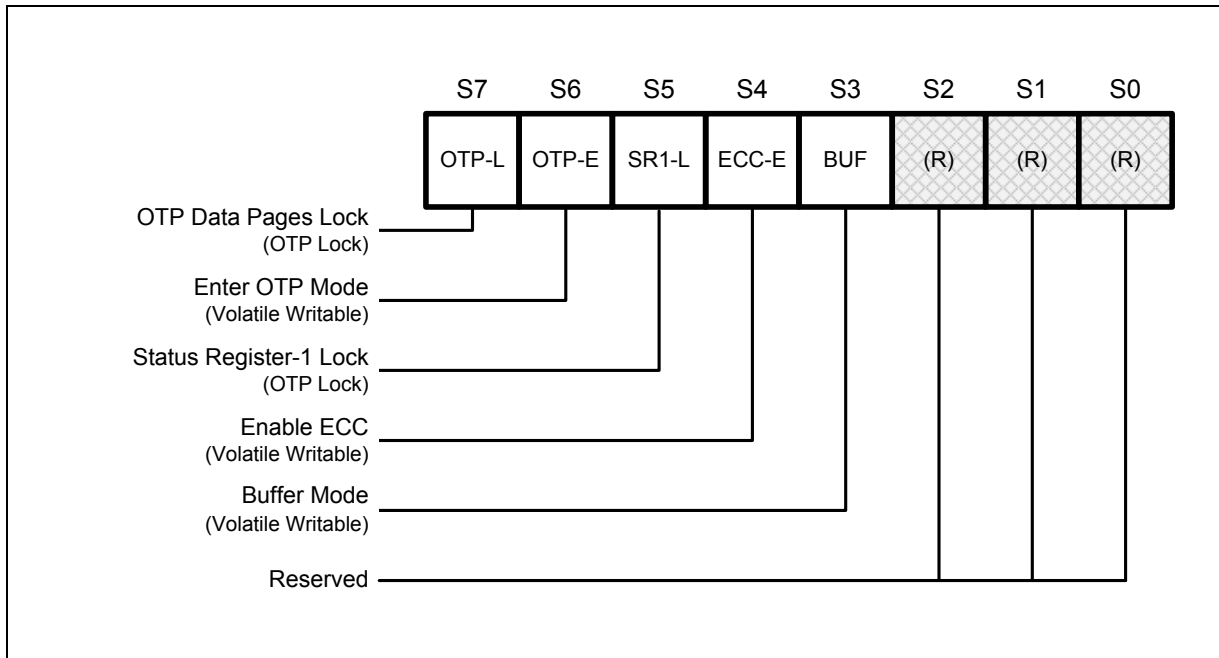 S7 S6 S5 S4 S3 S2 S1 S0
OTP-L OTP-E SR1-L ECC-E BUF (R) (R) (R)
OTP Data Pages Lock
(OTP Lock)
Enter OTP Mode
(Volatile Writable)
Status Register-1 Lock
(OTP Lock)
Enable ECC
(Volatile Writable)
Buffer Mode
(Volatile Writable)
Reserved